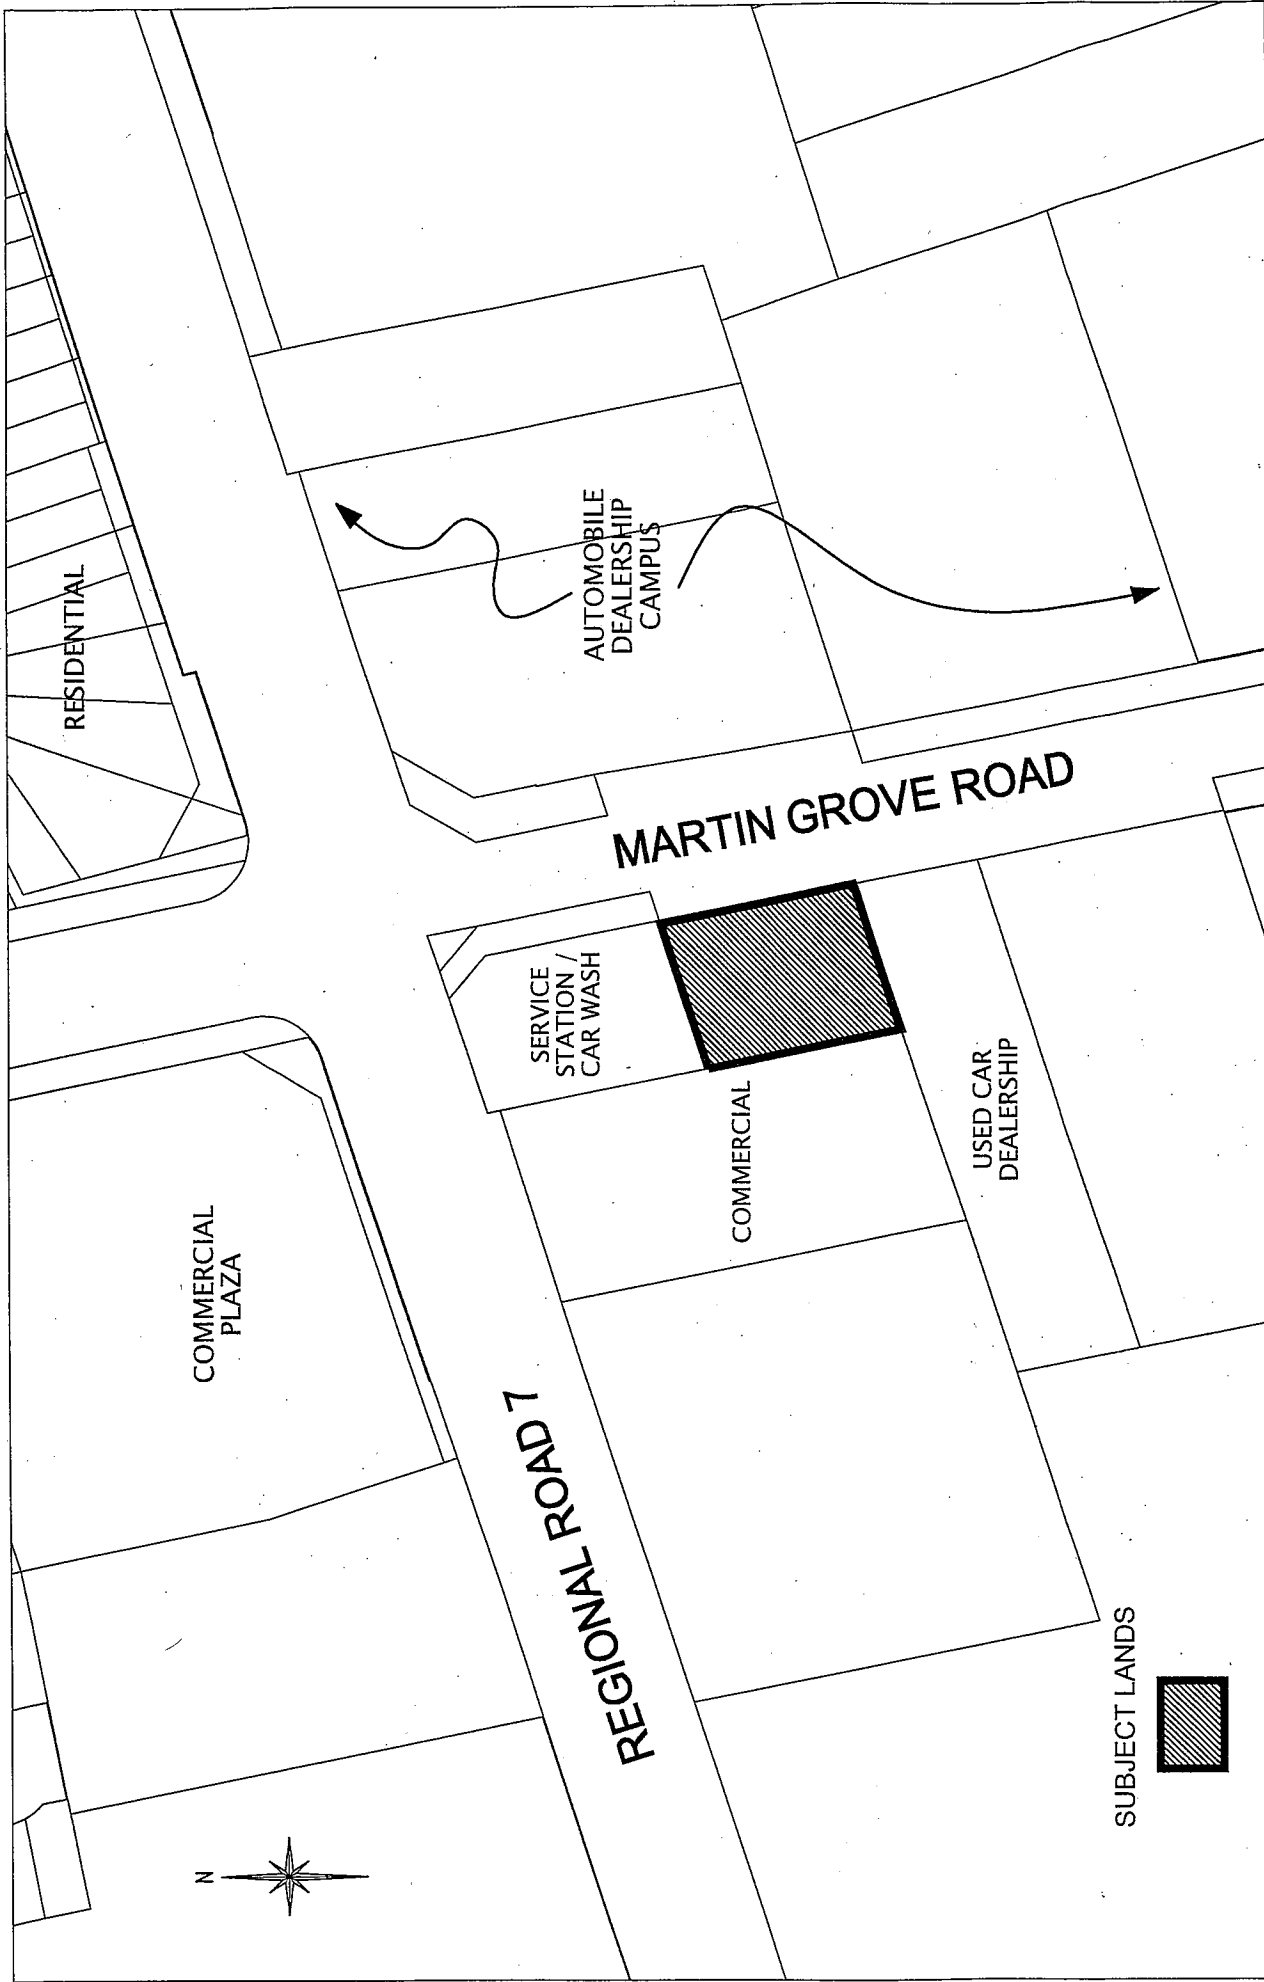 RESIDENTIAL
COMMERCIAL
PLAZA
AUTOMOBILE
DEALERSHIP
CAMPUS
SERVICE
STATION /
CAR WASH
COMMERCIAL
USED CAR
DEALERSHIP
MARTIN GROVE ROAD
REGIONAL ROAD 7
N
SUBJECT LANDS